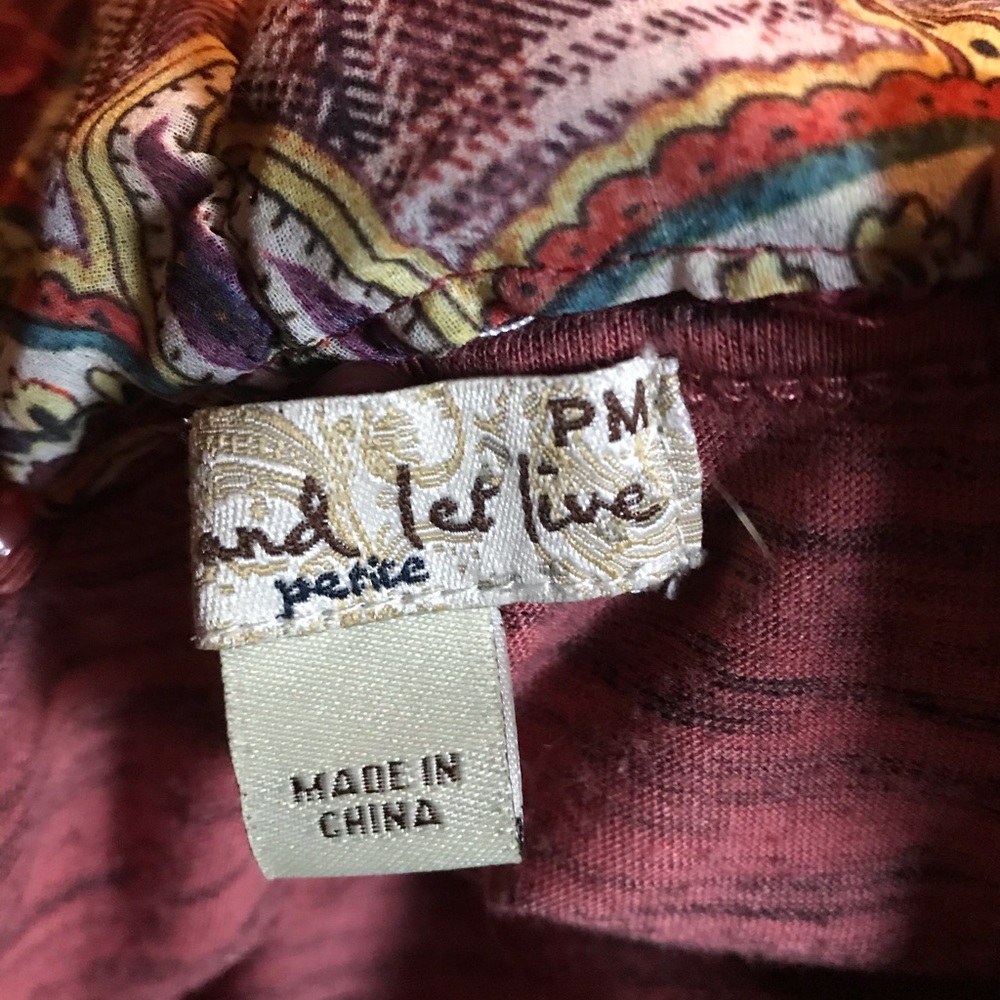 PM
and let live
petite
MADE IN
CHINA